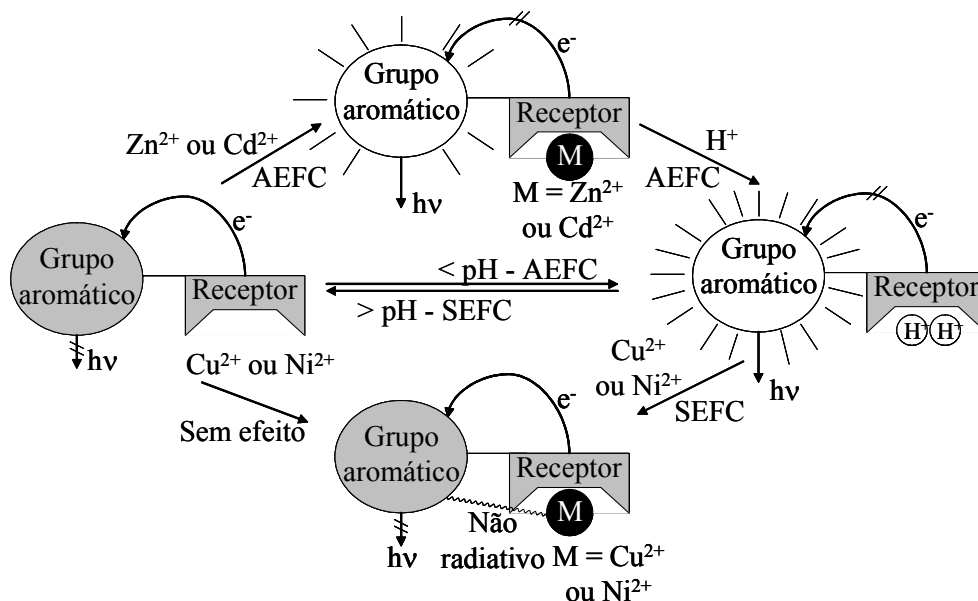 e⁻
Grupo
aromático
Receptor
Zn²⁺ ou Cd²⁺
AEFC
M
hν
M = Zn²⁺
ou Cd²⁺
H⁺
AEFC
e⁻
Grupo
aromático
Receptor
hν
< pH - AEFC
> pH - SEFC
e⁻
Grupo
aromático
Receptor
H⁺ H⁺
hν
Cu²⁺ ou Ni²⁺
Sem efeito
Cu²⁺
ou Ni²⁺
SEFC
e⁻
Grupo
aromático
Receptor
M
hν
Não
radiativo
M = Cu²⁺
ou Ni²⁺